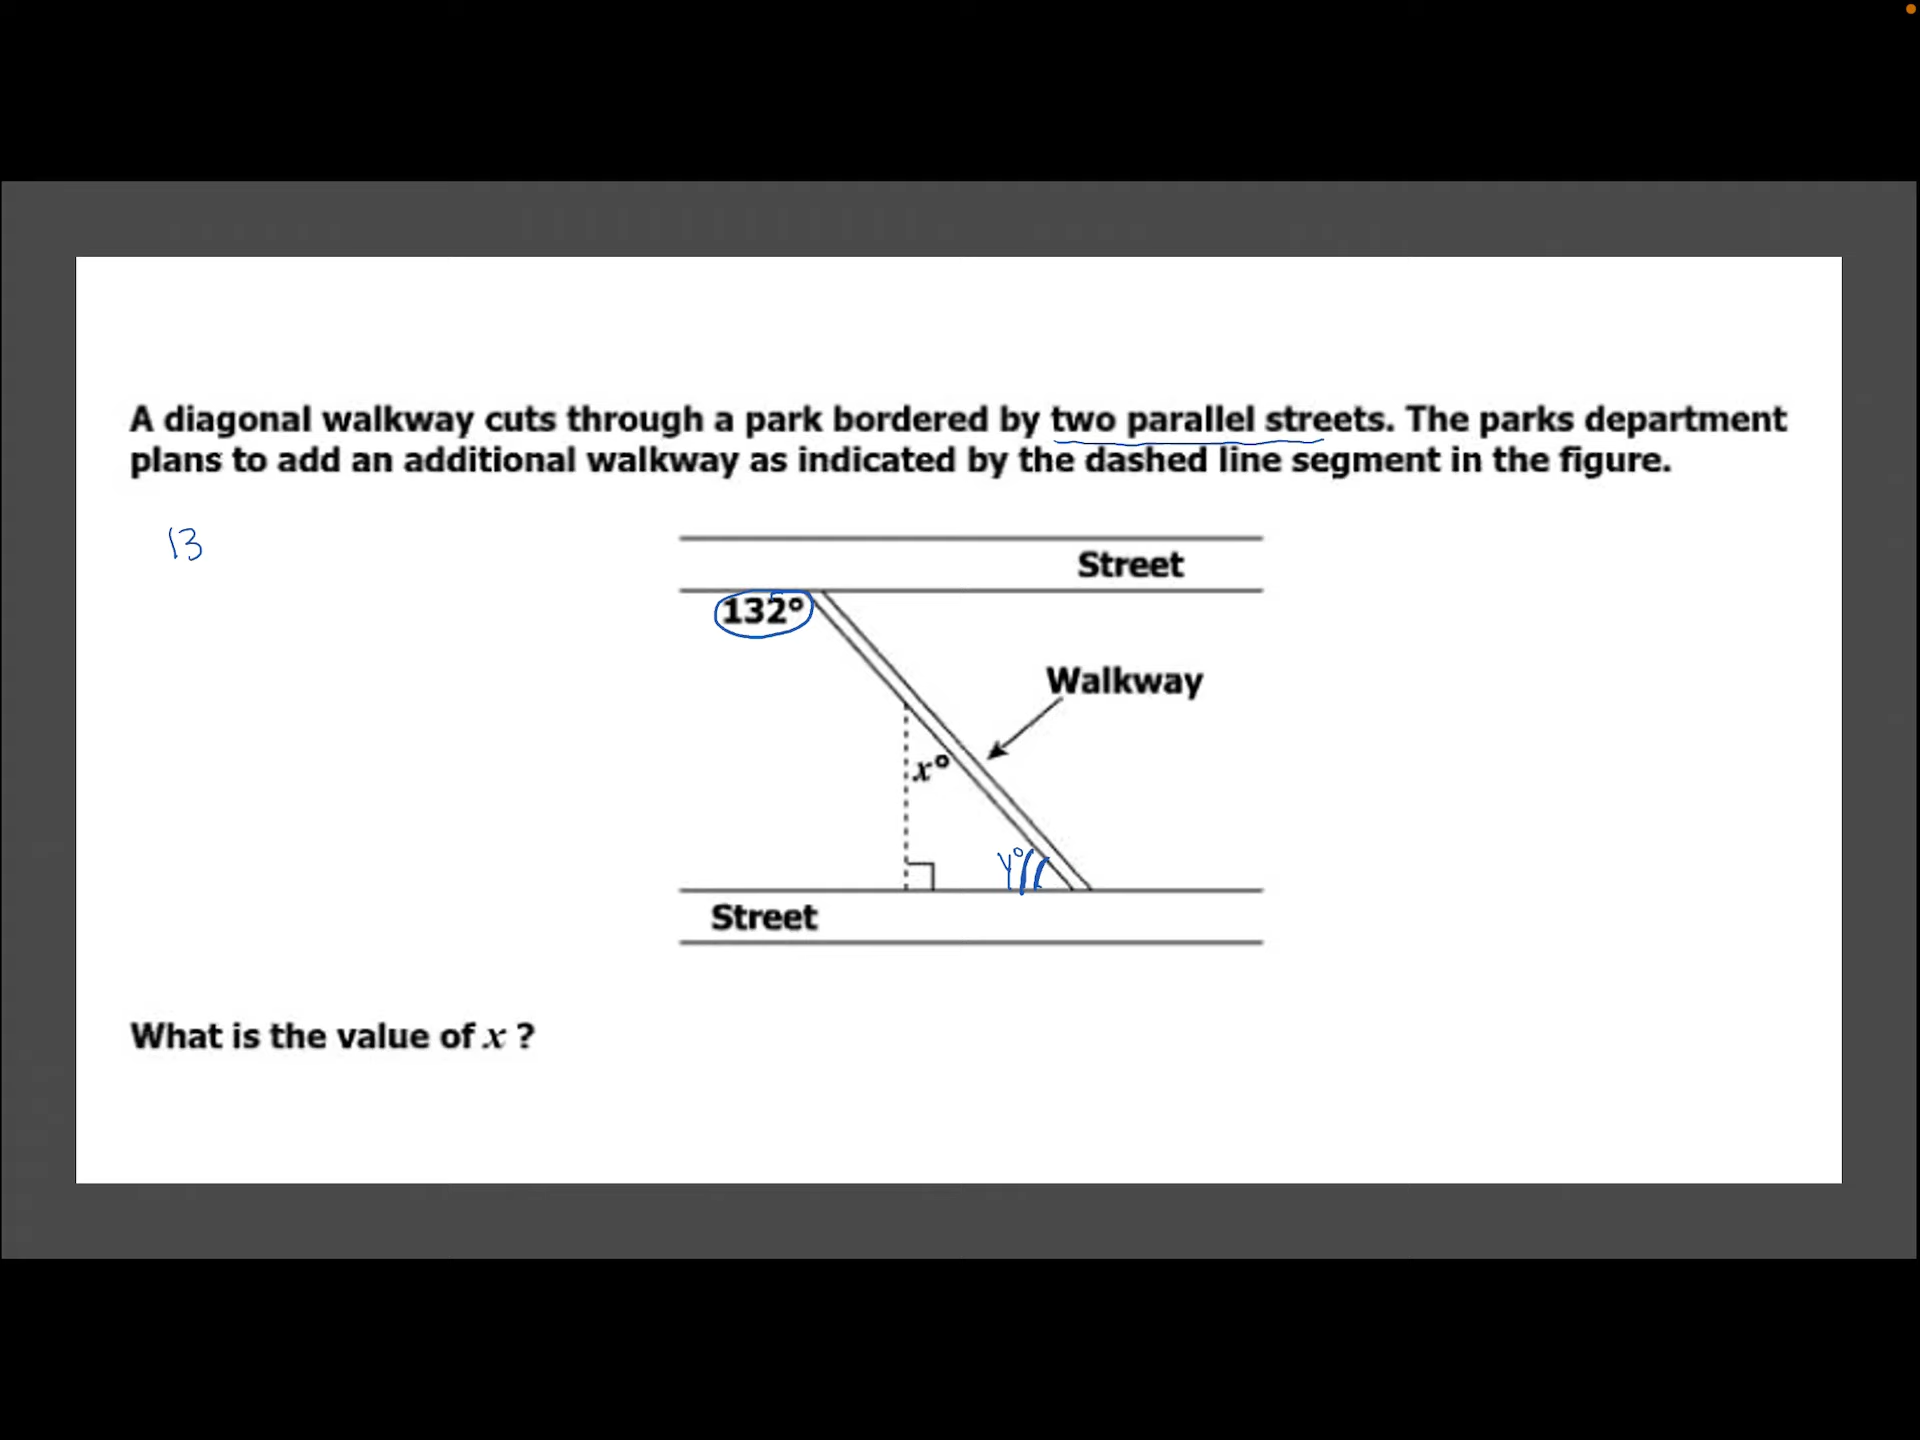 A diagonal walkway cuts through a park bordered by two parallel streets. The parks department
plans to add an additional walkway as indicated by the dashed line segment in the figure.
13
Street
132°
Walkway
x°
y°
Street
What is the value of x ?